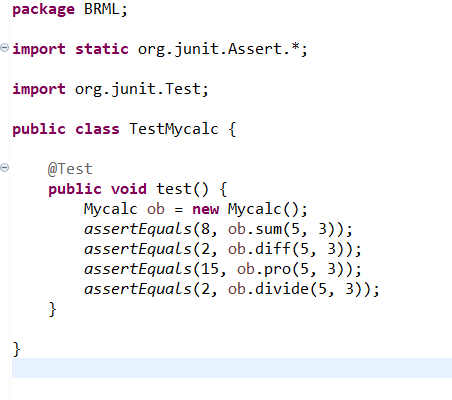 package BRML;
import static org.junit.Assert.*;
import org.junit.Test;
public class TestMycalc {
@Test
public void test() {
Mycalc ob = new Mycalc();
assertEquals(8, ob.sum(5, 3));
assertEquals(2, ob.diff(5, 3));
assertEquals(15, ob.pro(5, 3));
assertEquals(2, ob.divide(5, 3));
}
}